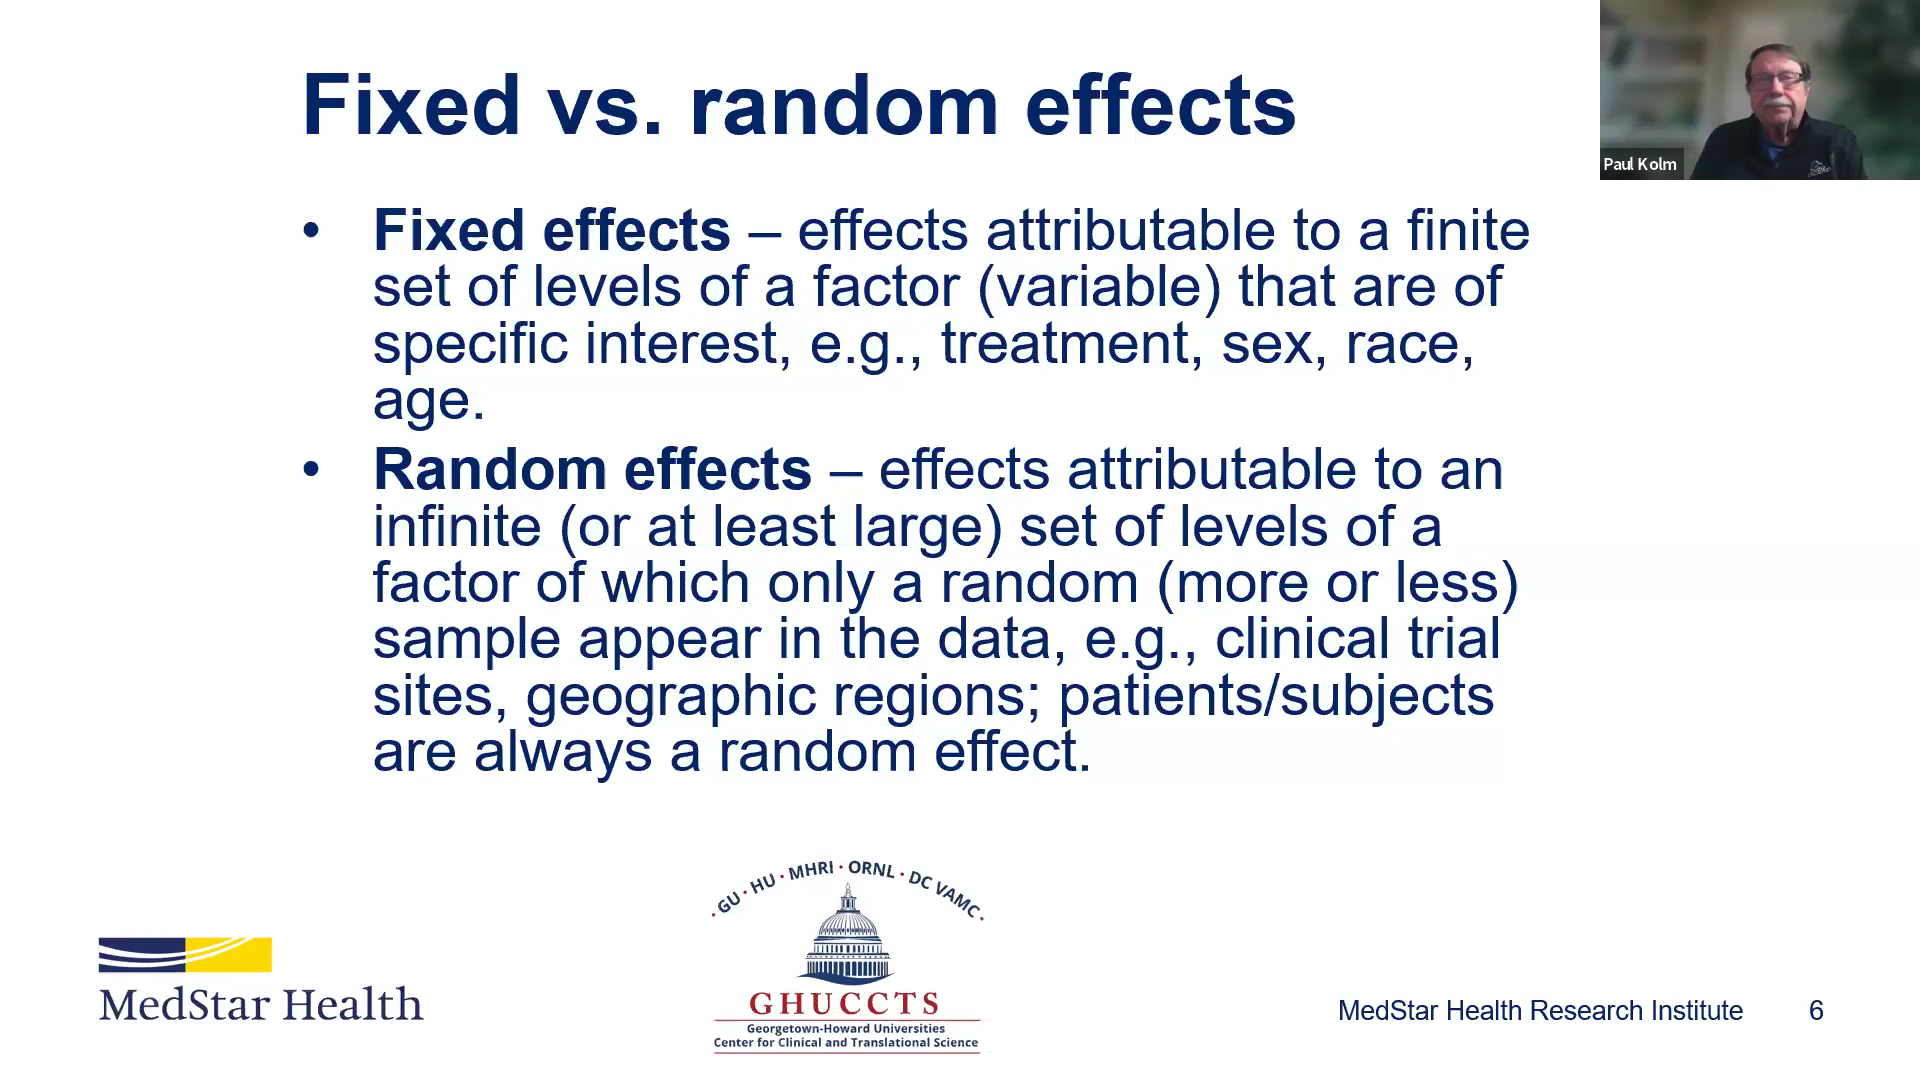 Fixed vs. random effects
Paul Kolm
• Fixed effects – effects attributable to a finite
set of levels of a factor (variable) that are of
specific interest, e.g., treatment, sex, race,
age.
• Random effects – effects attributable to an
infinite (or at least large) set of levels of a
factor of which only a random (more or less)
sample appear in the data, e.g., clinical trial
sites, geographic regions; patients/subjects
are always a random effect.
· GU · HU · MHRI · ORNL · DC VAMC ·
GHUCCTS
Georgetown-Howard Universities
Center for Clinical and Translational Science
MedStar Health
MedStar Health Research Institute 6